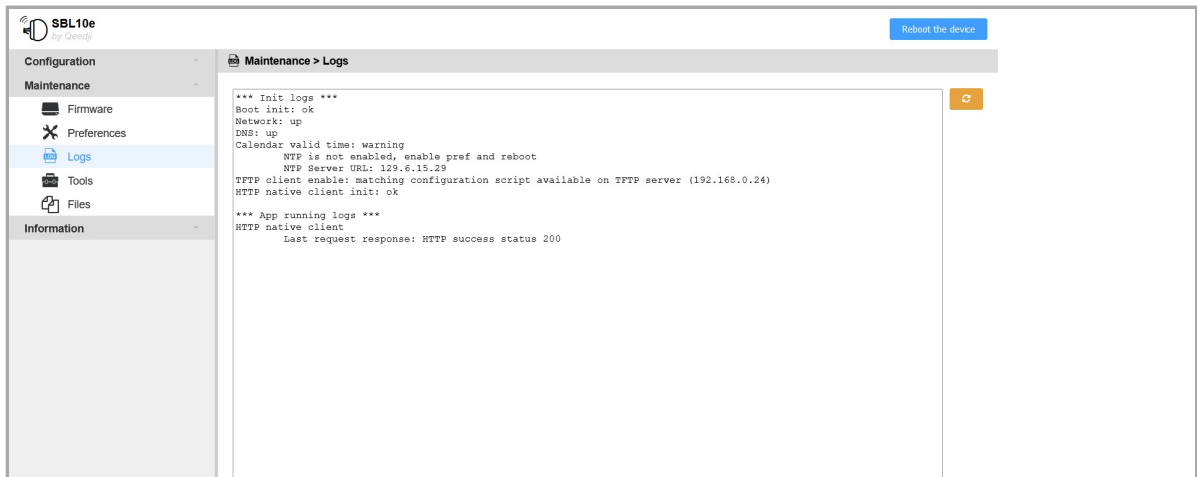 SBL10e
by Qeedji
Reboot the device
Configuration
Maintenance
Firmware
Preferences
LOG
Logs
Tools
Files
Information
LOG
Maintenance > Logs
*** Init logs ***
Boot init: ok
Network: up
DNS: up
Calendar valid time: warning
NTP is not enabled, enable pref and reboot
NTP Server URL: 129.6.15.29
TFTP client enable: matching configuration script available on TFTP server (192.168.0.24)
HTTP native client init: ok
*** App running logs ***
HTTP native client
Last request response: HTTP success status 200